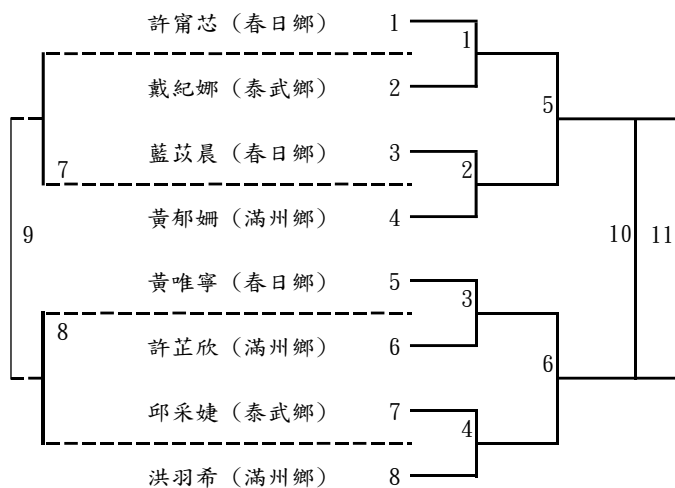 許甯芯（春日鄉） 1
1
戴紀娜（泰武鄉） 2
5
藍苡晨（春日鄉） 3
7
2
黃郁姍（滿州鄉） 4
9
10
11
黃唯寧（春日鄉） 5
3
8
許芷欣（滿州鄉） 6
6
邱采婕（泰武鄉） 7
4
洪羽希（滿州鄉） 8